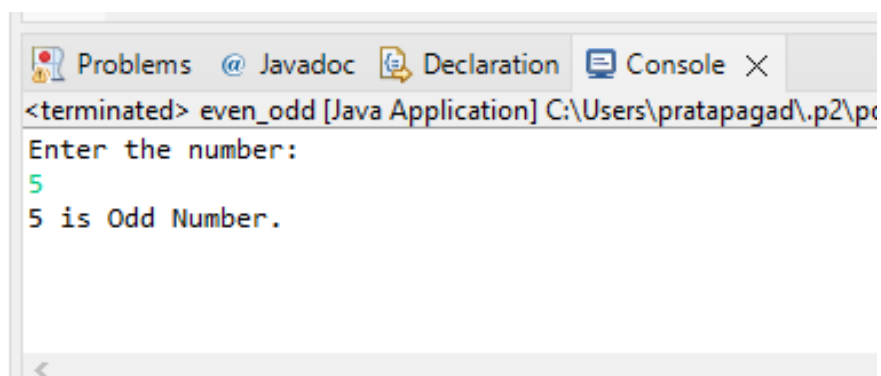 Problems @ Javadoc Declaration Console
<terminated> even_odd [Java Application] C:\Users\pratapagad\.p2\po
Enter the number:
5
5 is Odd Number.